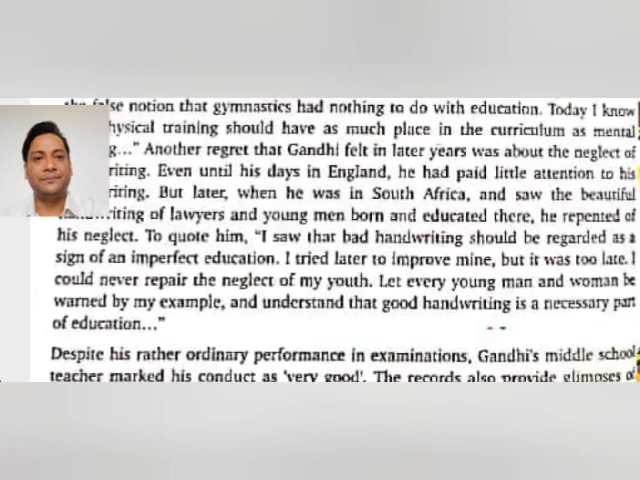 false notion that gymnastics had nothing to do with education. Today I know
hysical training should have as much place in the curriculum as mental
g..." Another regret that Gandhi felt in later years was about the neglect of
riting. Even until his days in England, he had paid little attention to his
riting. But later, when he was in South Africa, and saw the beautiful
riting of lawyers and young men born and educated there, he repented of
his neglect. To quote him, "I saw that bad handwriting should be regarded as a
sign of an imperfect education. I tried later to improve mine, but it was too late. I
could never repair the neglect of my youth. Let every young man and woman be
warned by my example, and understand that good handwriting is a necessary part
of education..."
Despite his rather ordinary performance in examinations, Gandhi's middle school
teacher marked his conduct as 'very good'. The records also provide glimpses of